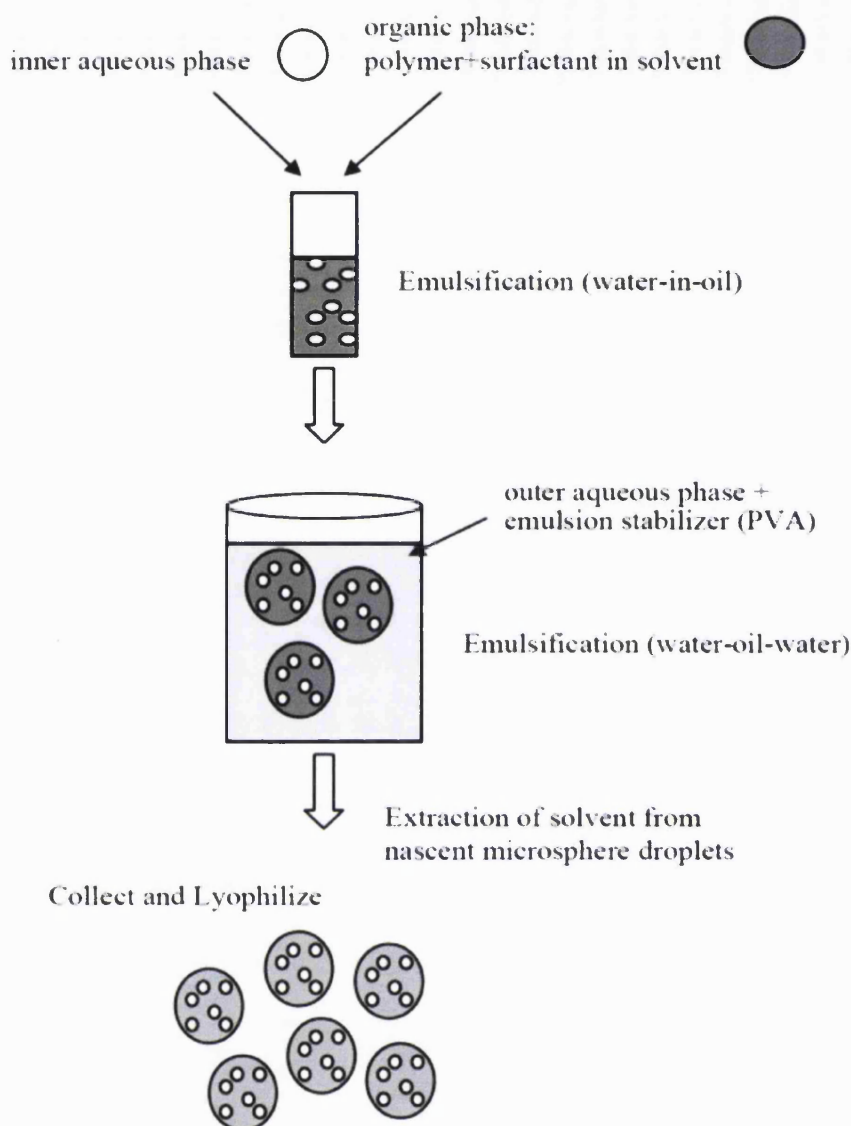 inner aqueous phase
organic phase:
polymer+surfactant in solvent
Emulsification (water-in-oil)
outer aqueous phase +
emulsion stabilizer (PVA)
Emulsification (water-oil-water)
Extraction of solvent from
nascent microsphere droplets
Collect and Lyophilize